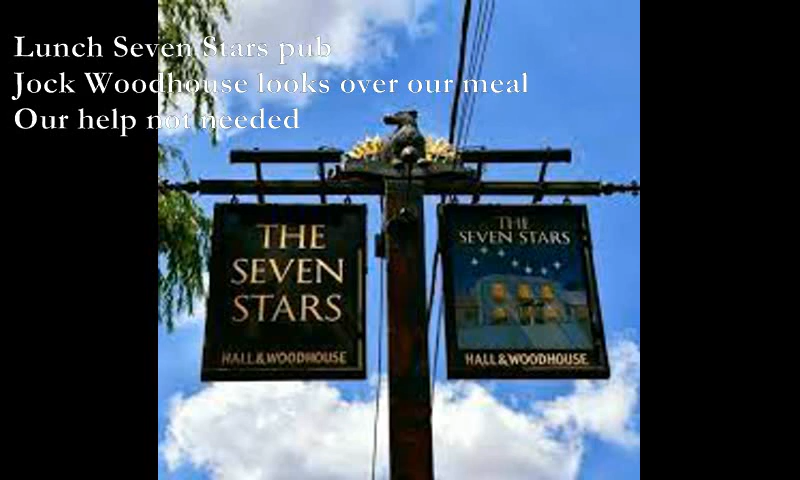 Lunch Seven Stars pub
Jock Woodhouse looks over our meal
Our help not needed
THE
SEVEN
STARS
HALL & WOODHOUSE
THE
SEVEN STARS
HALL & WOODHOUSE